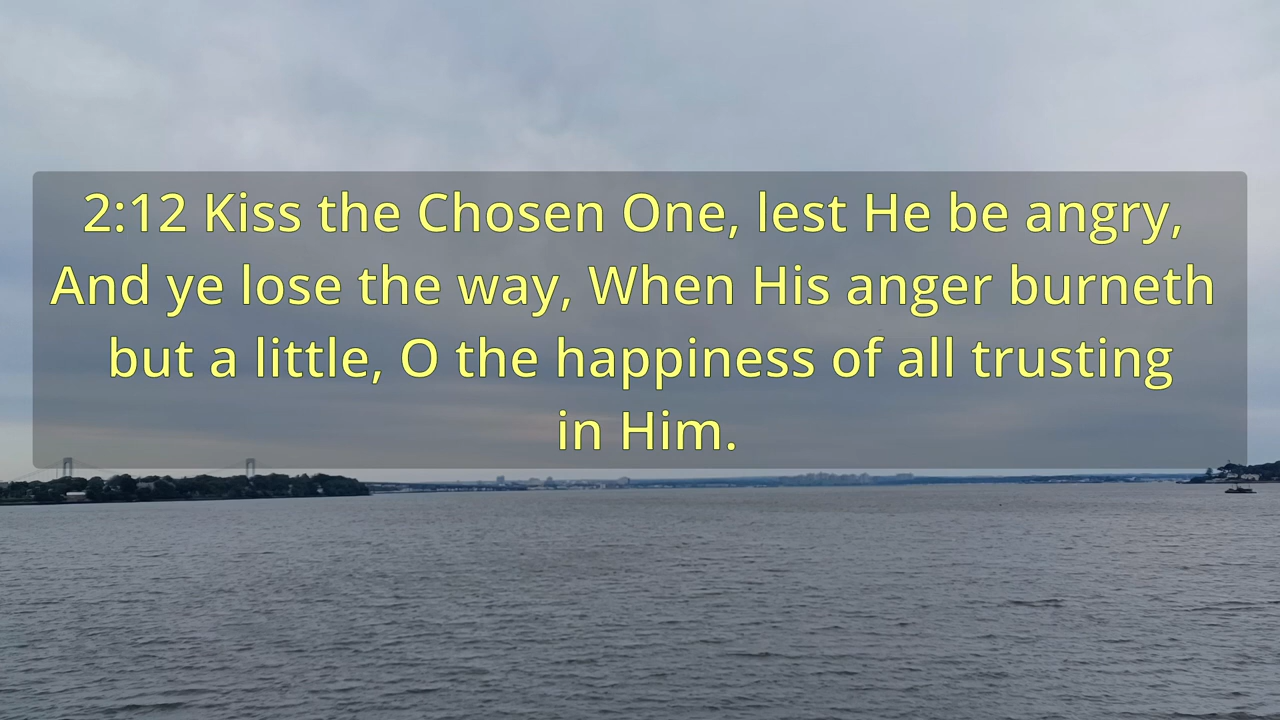 2:12 Kiss the Chosen One, lest He be angry,
And ye lose the way, When His anger burneth
but a little, O the happiness of all trusting
in Him.